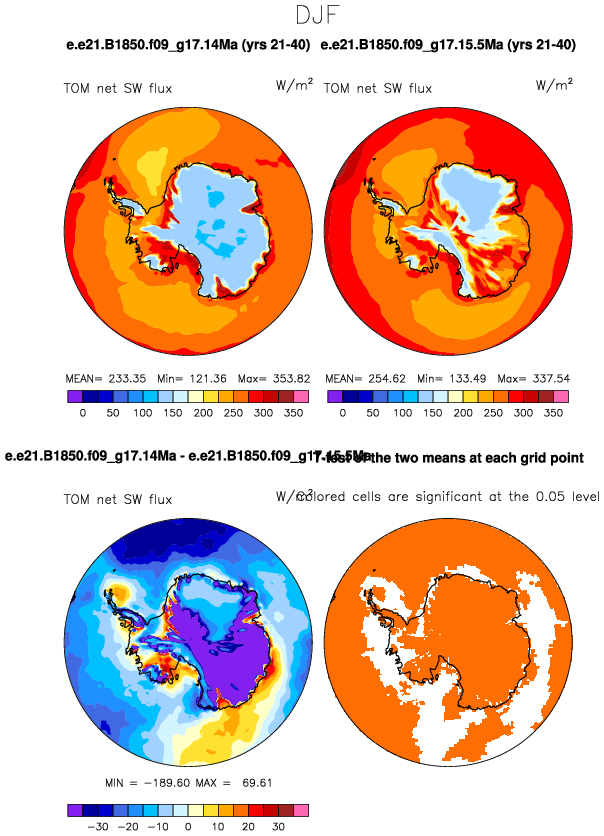 DJF
e.e21.B1850.f09_g17.14Ma (yrs 21-40) e.e21.B1850.f09_g17.15.5Ma (yrs 21-40)
TOM net SW flux W/m² TOM net SW flux W/m²
MEAN= 233.35 Min= 121.36 Max= 353.82 MEAN= 254.62 Min= 133.49 Max= 337.54
0 50 100 150 200 250 300 350 0 50 100 150 200 250 300 350
e.e21.B1850.f09_g17.14Ma - e.e21.B1850.f09_g17.15.5Ma T-test of the two means at each grid point
TOM net SW flux W/m² Colored cells are significant at the 0.05 level
MIN = -189.60 MAX = 69.61
-30 -20 -10 0 10 20 30